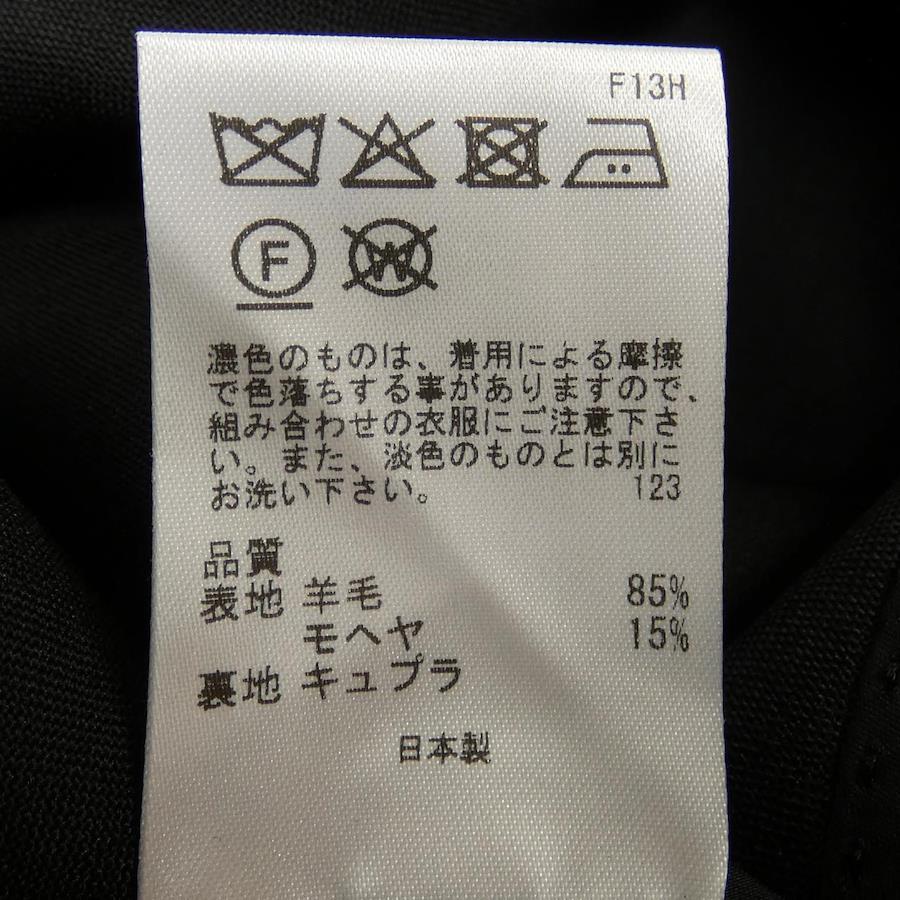 F13H
F W
濃色のものは、着用による摩擦
で色落ちする事がありますので、
組み合わせの衣服にご注意下さ
い。また、淡色のものとは別に
お洗い下さい。 123
品質
表地 羊毛 85%
モヘヤ 15%
裏地 キュプラ
日本製